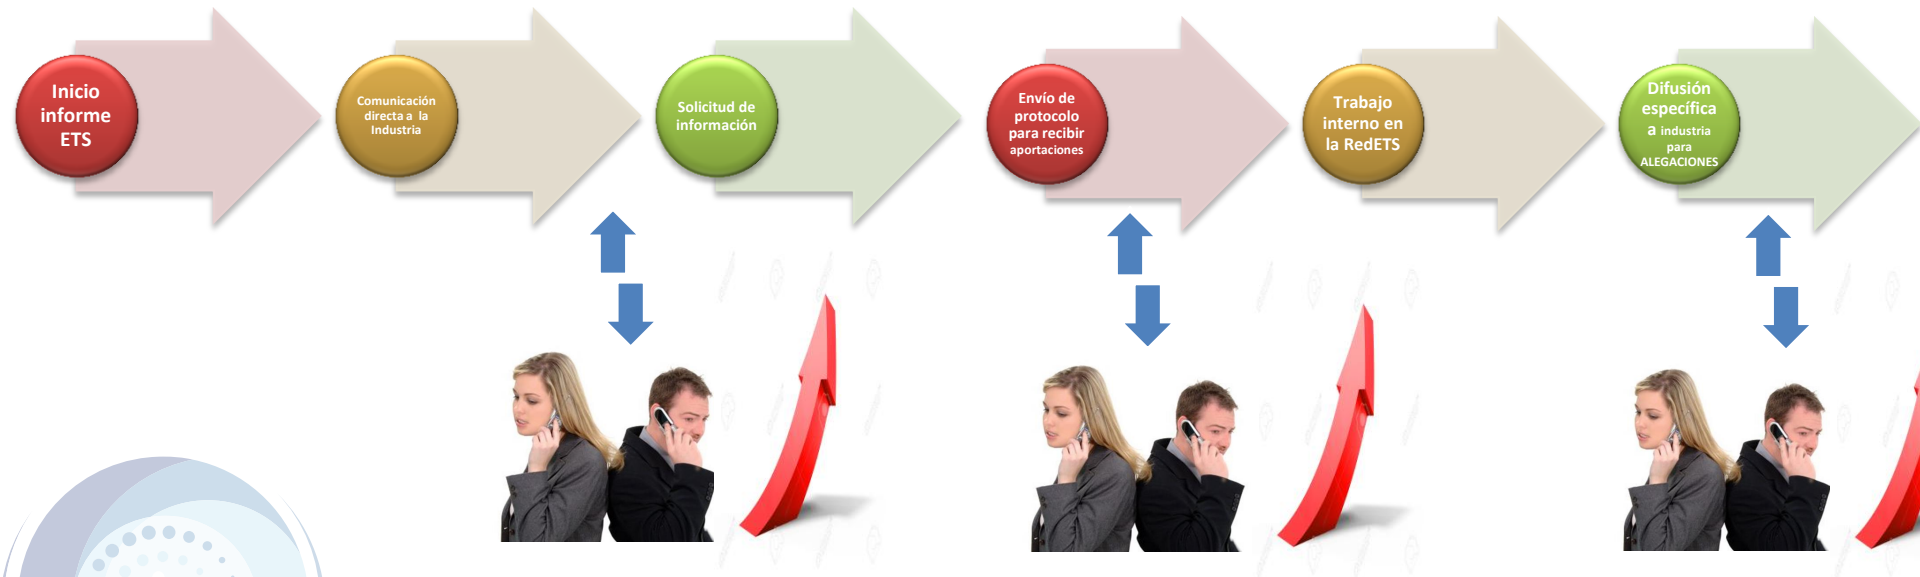 Inicio
informe
ETS
Comunicación
directa a la
Industria
Solicitud de
información
Envío de
protocolo
para recibir
aportaciones
Trabajo
interno en
la RedETS
Difusión
específica
a industria
para
ALEGACIONES